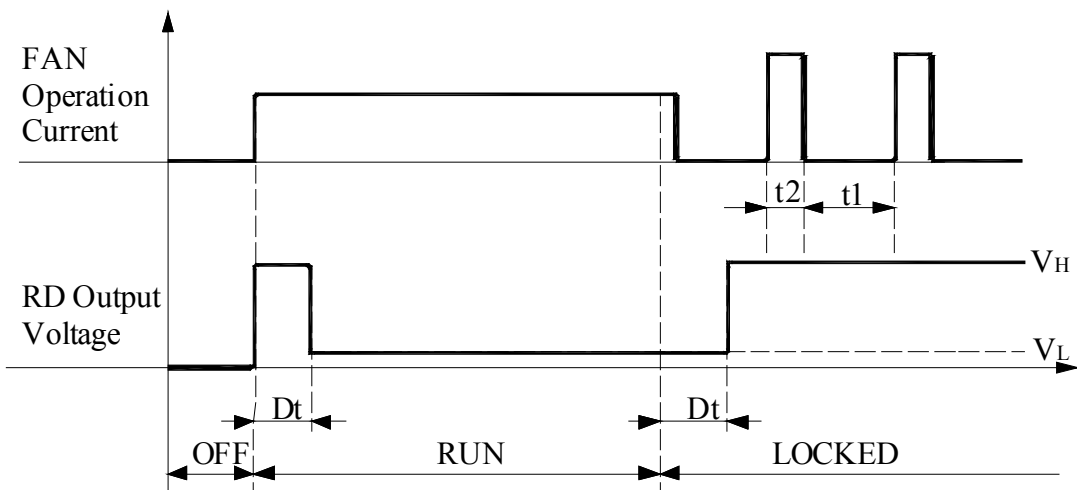 FAN
Operation
Current
t2
t1
VH
RD Output
Voltage
VL
Dt
Dt
OFF
RUN
LOCKED